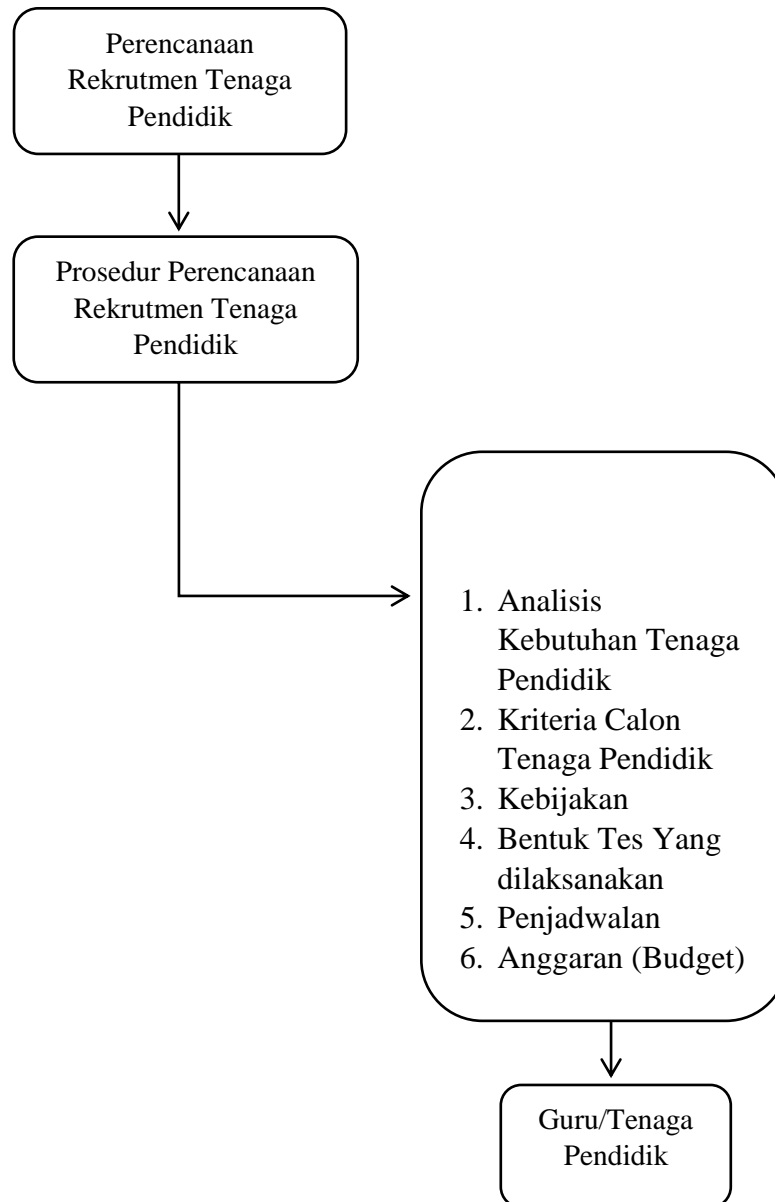 Perencanaan
Rekrutmen Tenaga
Pendidik
Prosedur Perencanaan
Rekrutmen Tenaga
Pendidik
1. Analisis
Kebutuhan Tenaga
Pendidik
2. Kriteria Calon
Tenaga Pendidik
3. Kebijakan
4. Bentuk Tes Yang
dilaksanakan
5. Penjadwalan
6. Anggaran (Budget)
Guru/Tenaga
Pendidik